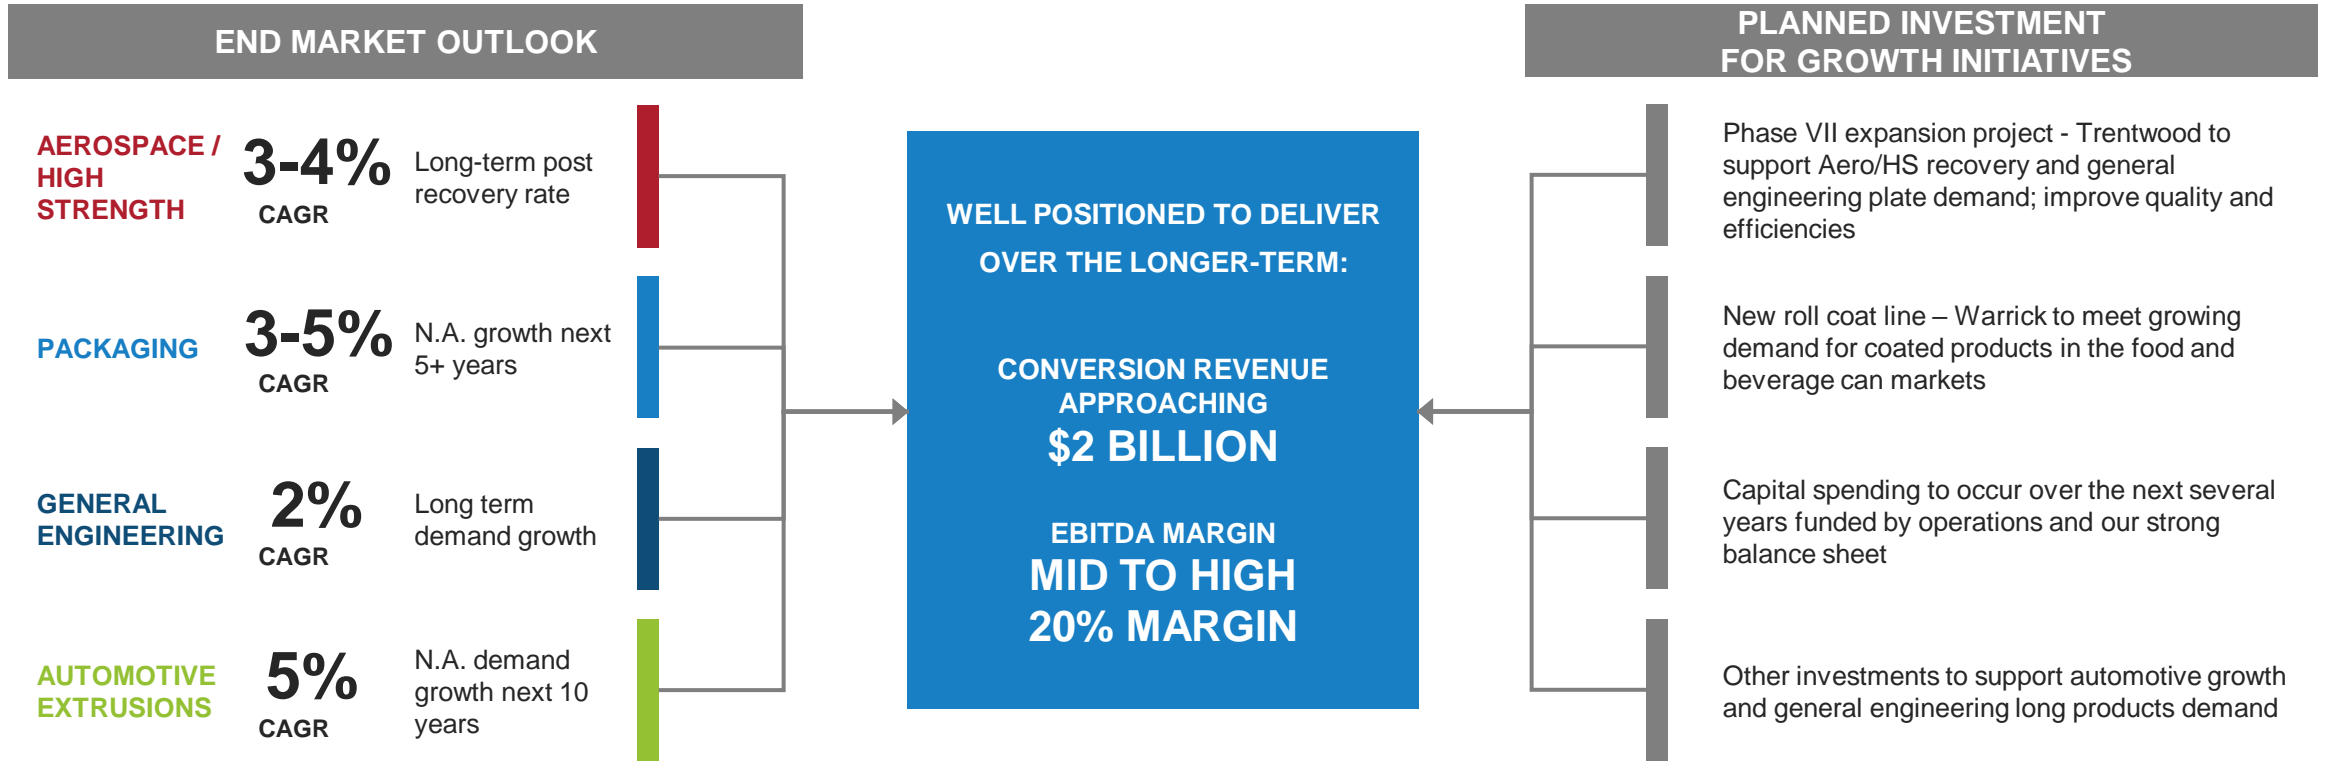 END MARKET OUTLOOK
AEROSPACE /
HIGH
STRENGTH
3-4%
CAGR
Long-term post
recovery rate
PACKAGING
3-5%
CAGR
N.A. growth next
5+ years
GENERAL
ENGINEERING
2%
CAGR
Long term
demand growth
AUTOMOTIVE
EXTRUSIONS
5%
CAGR
N.A. demand
growth next 10
years
WELL POSITIONED TO DELIVER
OVER THE LONGER-TERM:
CONVERSION REVENUE
APPROACHING
$2 BILLION
EBITDA MARGIN
MID TO HIGH
20% MARGIN
PLANNED INVESTMENT
FOR GROWTH INITIATIVES
Phase VII expansion project - Trentwood to
support Aero/HS recovery and general
engineering plate demand; improve quality and
efficiencies
New roll coat line – Warrick to meet growing
demand for coated products in the food and
beverage can markets
Capital spending to occur over the next several
years funded by operations and our strong
balance sheet
Other investments to support automotive growth
and general engineering long products demand